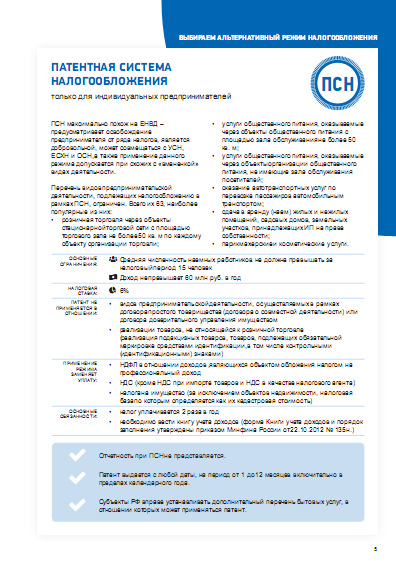 ВЫБИРАЕМ АЛЬТЕРНАТИВНЫЙ РЕЖИМ НАЛОГООБЛОЖЕНИЯ
ПАТЕНТНАЯ СИСТЕМА
НАЛОГООБЛОЖЕНИЯ
только для индивидуальных предпринимателей
ПСН
ПСН максимально похож на ЕНВД –
предусматривает освобождение
предпринимателя от ряда налогов, является
добровольной, может совмещаться с УСН,
ЕСХН и ОСН,а также применение данного
режима допускается при схожих с «вмененкой»
видах деятельности.
Перечень видов предпринимательской
деятельности, подлежащих налогообложению в
рамках ПСН, ограничен. Всего их 63, наиболее
популярные из них:
• розничная торговля через объекты
стационарной торговой сети с площадью
торгового зала не более 50 кв. м по каждому
объекту организации торговли;
• услуги общественного питания, оказываемые
через объекты общественного питания с
площадью зала обслуживания не более 50
кв. м;
• услуги общественного питания, оказываемые
через объекты организации общественного
питания, не имеющие зала обслуживания
посетителей;
• оказание автотранспортных услуг по
перевозке пассажиров автомобильным
транспортом;
• сдача в аренду (наем) жилых и нежилых
помещений, садовых домов, земельных
участков, принадлежащих ИП на праве
собственности;
• парикмахерские и косметические услуги.
ОСНОВНЫЕ
ОГРАНИЧЕНИЯ:
Средняя численность наемных работников не должна превышать за
налоговый период 15 человек
Доход непревышает 60 млн руб. в год
НАЛОГОВАЯ
СТАВКА:
6%
ПАТЕНТ НЕ
ПРИМЕНЯЕТСЯ В
ОТНОШЕНИИ:
• видов предпринимательской деятельности, осуществляемых в рамках
договора простого товарищества (договора о совместной деятельности) или
договора доверительного управления имуществом
• реализации товаров, не относящейся к розничной торговле
(реализация подакцизных товаров, товаров, подлежащих обязательной
маркировке средствами идентификации, в том числе контрольными
(идентификационными) знаками)
ПРИМЕНЕНИЕ
РЕЖИМА
ЗАМЕНЯЕТ
УПЛАТУ:
• НДФЛ в отношении доходов, являющихся объектом обложения налогом на
профессиональный доход
• НДС (кроме НДС при импорте товаров и НДС в качестве налогового агента)
• налога на имущество (за исключением объектов недвижимости, налоговая
база по которым определяется как их кадастровая стоимость)
ОСНОВНЫЕ
ОБЯЗАННОСТИ:
• налог уплачивается 2 раза в год
• необходимо вести книгу учета доходов (форма Книги учета доходов и порядок
заполнения утверждены приказом Минфина России от 22.10.2012 № 135н.)
Отчетность при ПСН не представляется.
Патент выдается с любой даты, на период от 1 до 12 месяцев включительно в
пределах календарного года.
Субъекты РФ вправе устанавливать дополнительный перечень бытовых услуг, в
отношении которых может применяться патент.
5